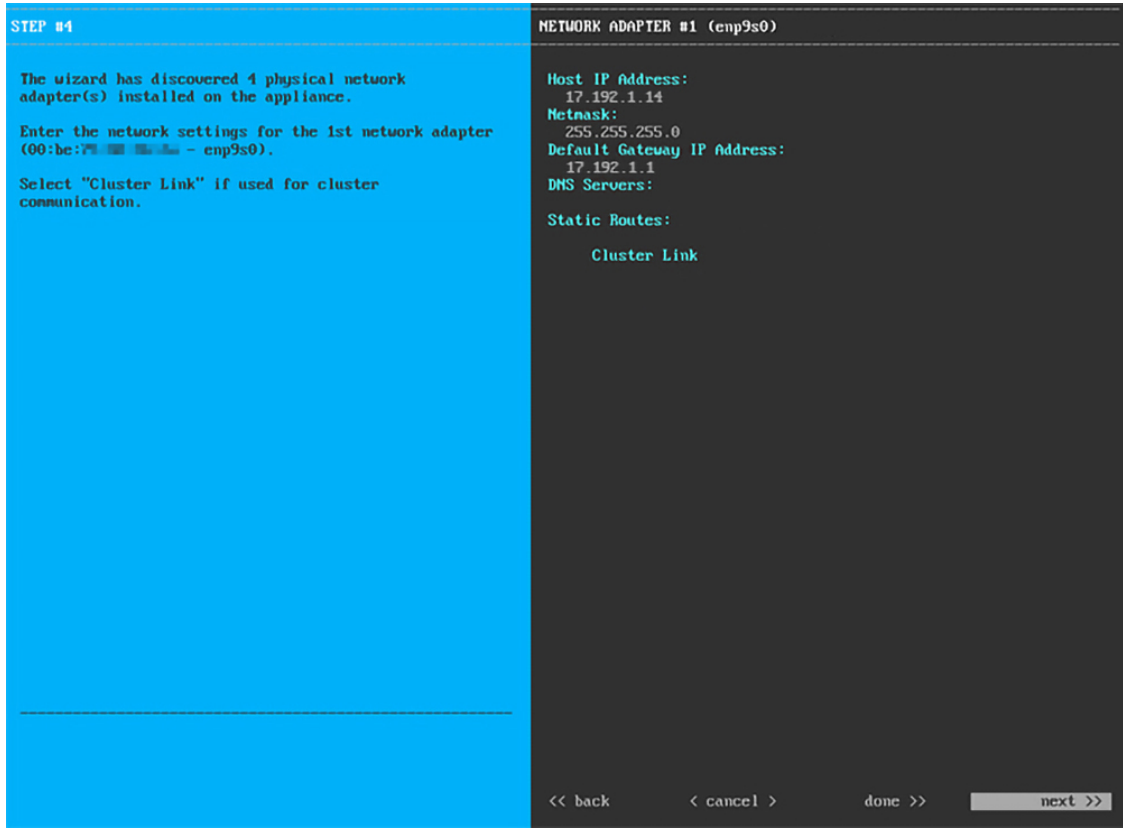 STEP #4
The wizard has discovered 4 physical network
adapter(s) installed on the appliance.
Enter the network settings for the 1st network adapter
(00:be: - enp9s0).
Select "Cluster Link" if used for cluster
communication.
NETWORK ADAPTER #1 (enp9s0)
Host IP Address:
17.192.1.14
Netmask:
255.255.255.0
Default Gateway IP Address:
17.192.1.1
DNS Servers:
Static Routes:
Cluster Link
<< back < cancel > done >> next >>